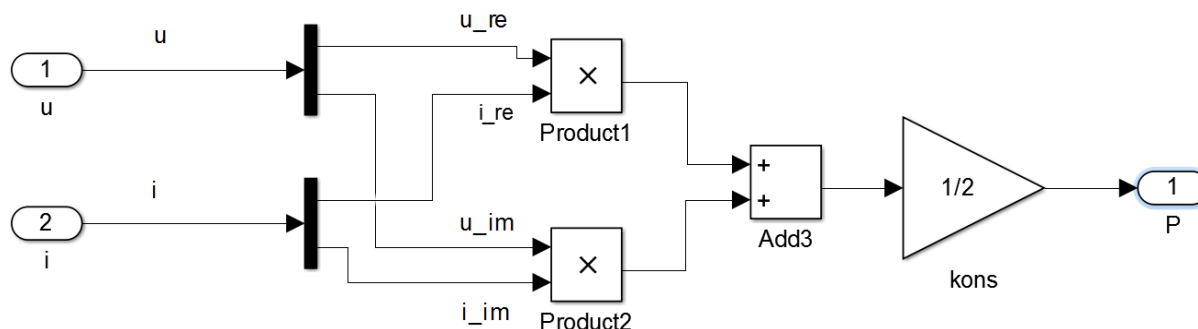 u
1
u
u_re
i_re
×
Product1
i
2
i
u_im
i_im
×
Product2
+
+
Add3
1/2
kons
1
P